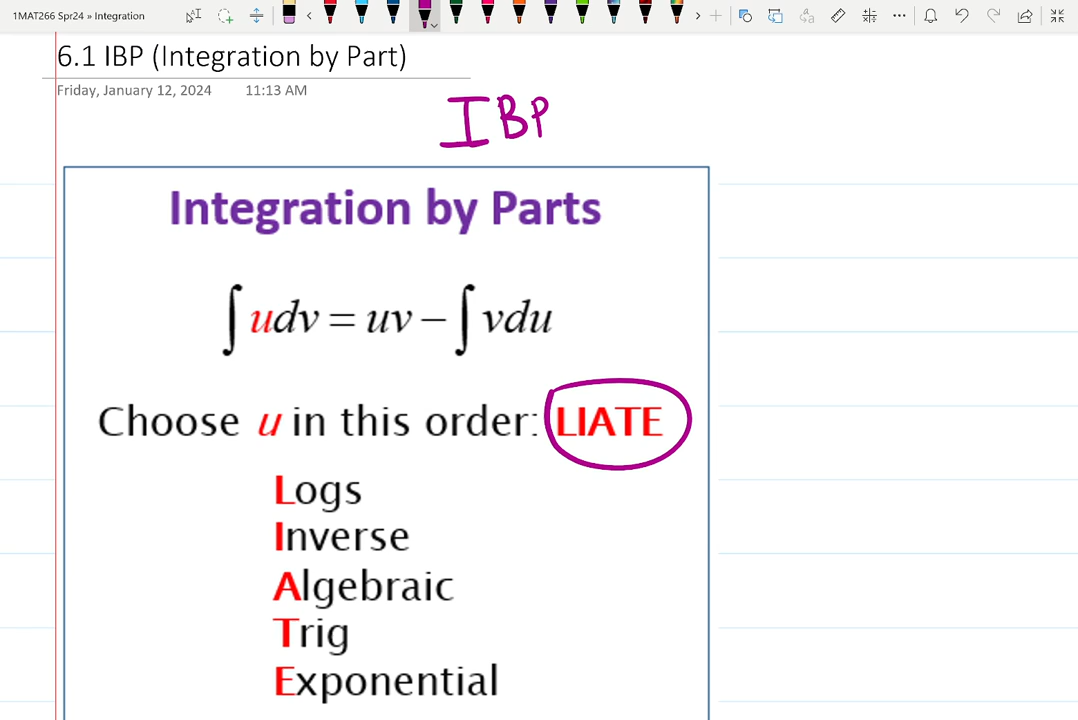 1MAT266 Spr24 » Integration
6.1 IBP (Integration by Part)
Friday, January 12, 2024 11:13 AM
IBP
Integration by Parts
∫ udv = uv – ∫ vdu
Choose u in this order: LIATE
Logs
Inverse
Algebraic
Trig
Exponential